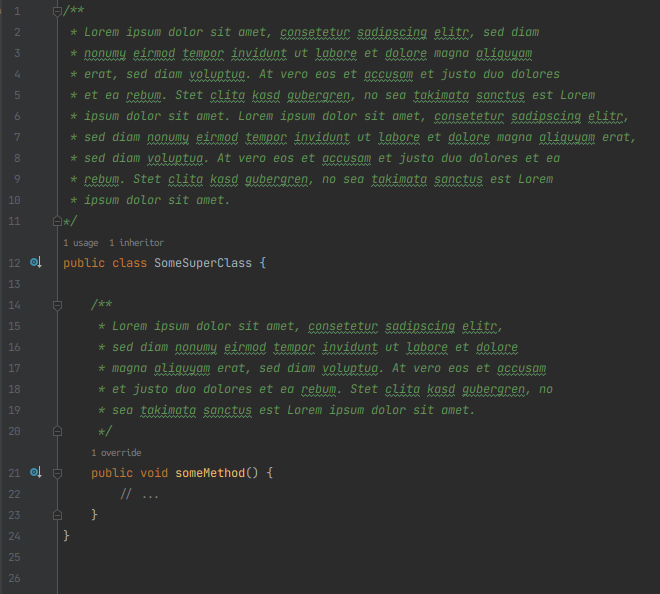 1 /**
2 * Lorem ipsum dolor sit amet, consetetur sadipscing elitr, sed diam
3 * nonumy eirmod tempor invidunt ut labore et dolore magna aliquyam
4 * erat, sed diam voluptua. At vero eos et accusam et justo duo dolores
5 * et ea rebum. Stet clita kasd gubergren, no sea takimata sanctus est Lorem
6 * ipsum dolor sit amet. Lorem ipsum dolor sit amet, consetetur sadipscing elitr,
7 * sed diam nonumy eirmod tempor invidunt ut labore et dolore magna aliquyam erat,
8 * sed diam voluptua. At vero eos et accusam et justo duo dolores et ea
9 * rebum. Stet clita kasd gubergren, no sea takimata sanctus est Lorem
10 * ipsum dolor sit amet.
11 */
1 usage 1 inheritor
12 public class SomeSuperClass {
13
14 /**
15 * Lorem ipsum dolor sit amet, consetetur sadipscing elitr,
16 * sed diam nonumy eirmod tempor invidunt ut labore et dolore
17 * magna aliquyam erat, sed diam voluptua. At vero eos et accusam
18 * et justo duo dolores et ea rebum. Stet clita kasd gubergren, no
19 * sea takimata sanctus est Lorem ipsum dolor sit amet.
20 */
1 override
21 public void someMethod() {
22 // ...
23 }
24 }
25
26